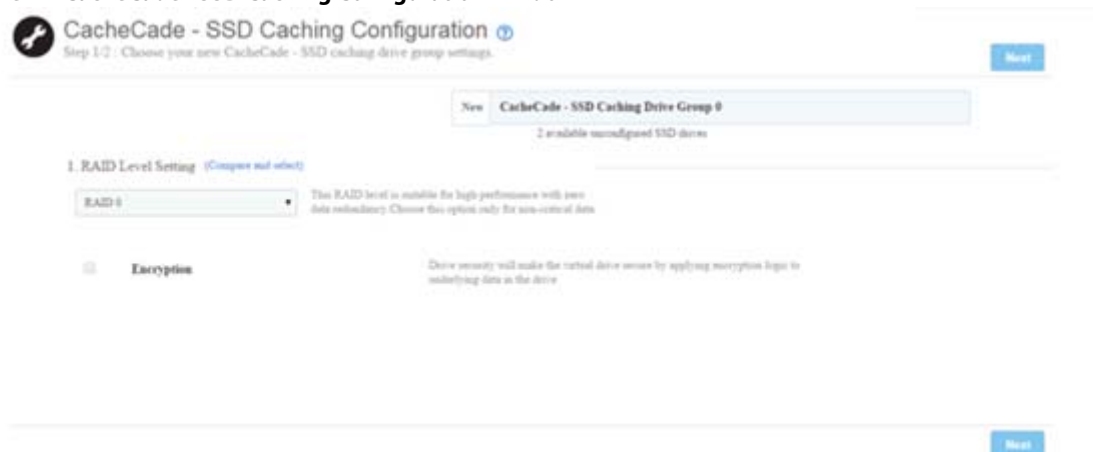 CacheCade - SSD Caching Configuration
Step 1/2 : Choose your new CacheCade - SSD caching drive group settings.
Next
New CacheCade - SSD Caching Drive Group 0
2 available unconfigured SSD drives
1. RAID Level Setting (Compare and select)
RAID 0
This RAID level is suitable for high performance with zero
data redundancy. Choose this option only for non-critical data
Encryption
Drive security will make the virtual drive secure by applying encryption logic to
underlying data in the drive
Next